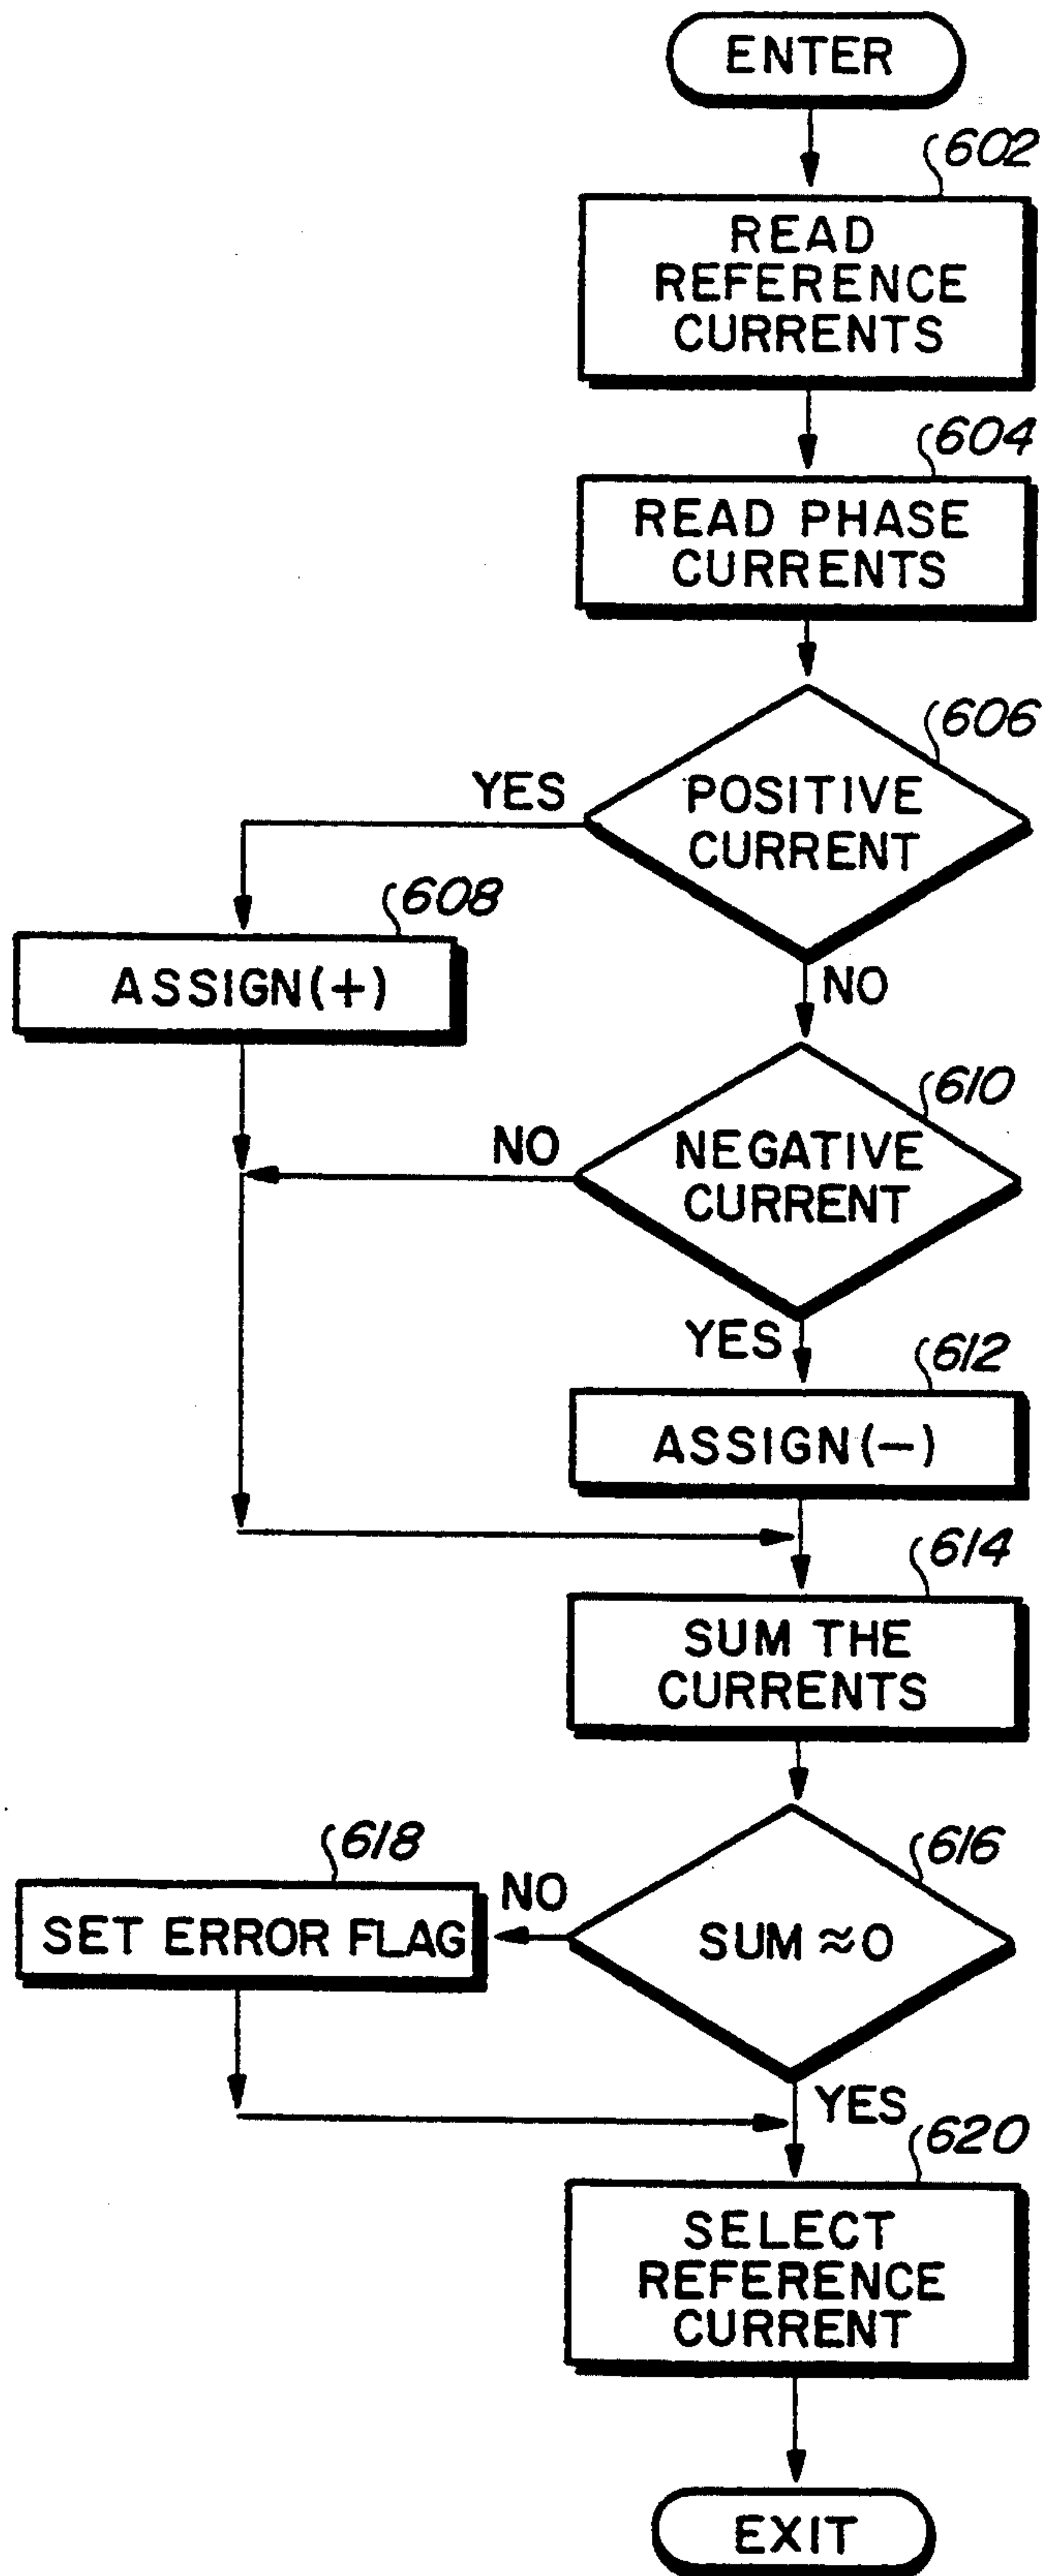 ENTER
602
READ
REFERENCE
CURRENTS
604
READ PHASE
CURRENTS
606
YES
POSITIVE
CURRENT
608
ASSIGN(+)
NO
610
NO
NEGATIVE
CURRENT
YES
612
ASSIGN(−)
614
SUM THE
CURRENTS
618
616
NO
SET ERROR FLAG
SUM≈0
YES
620
SELECT
REFERENCE
CURRENT
EXIT